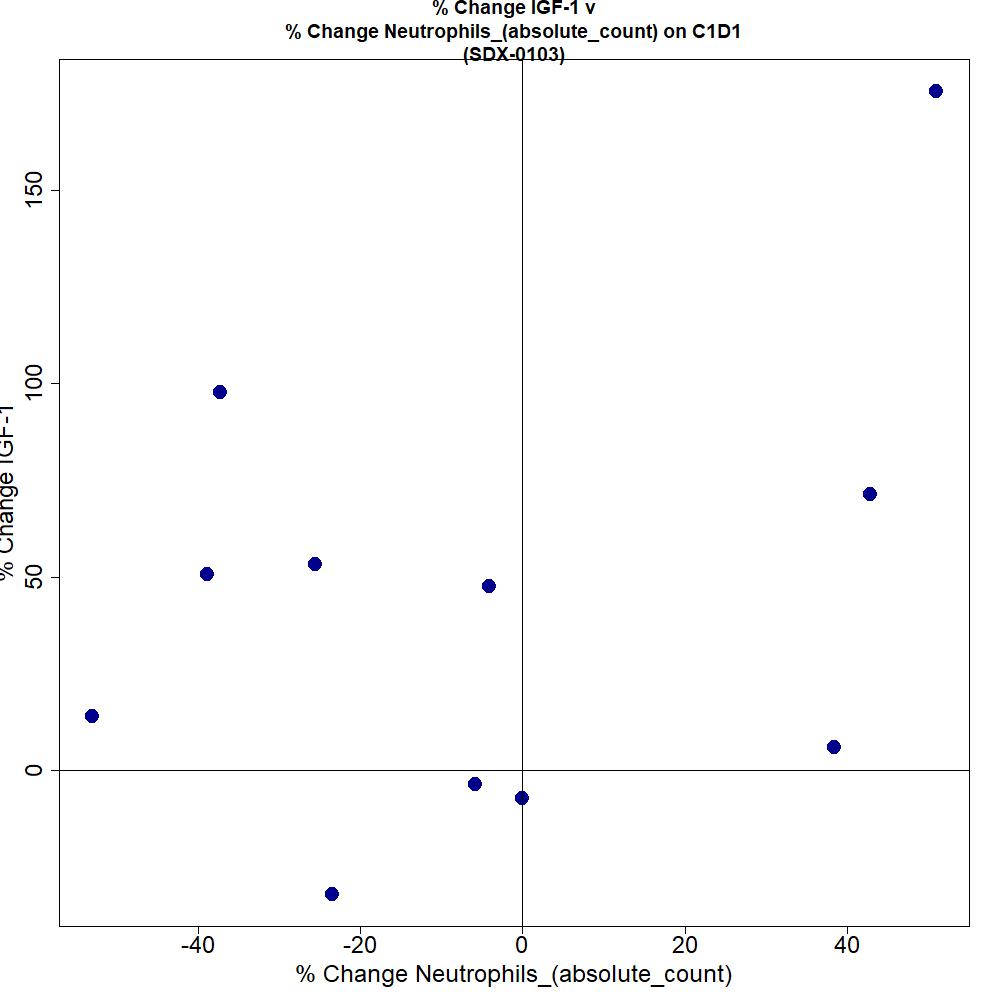 % Change IGF-1 v
% Change Neutrophils_(absolute_count) on C1D1
(SDX-0103)
% Change IGF-1
150
100
50
0
-40
-20
0
20
40
% Change Neutrophils_(absolute_count)